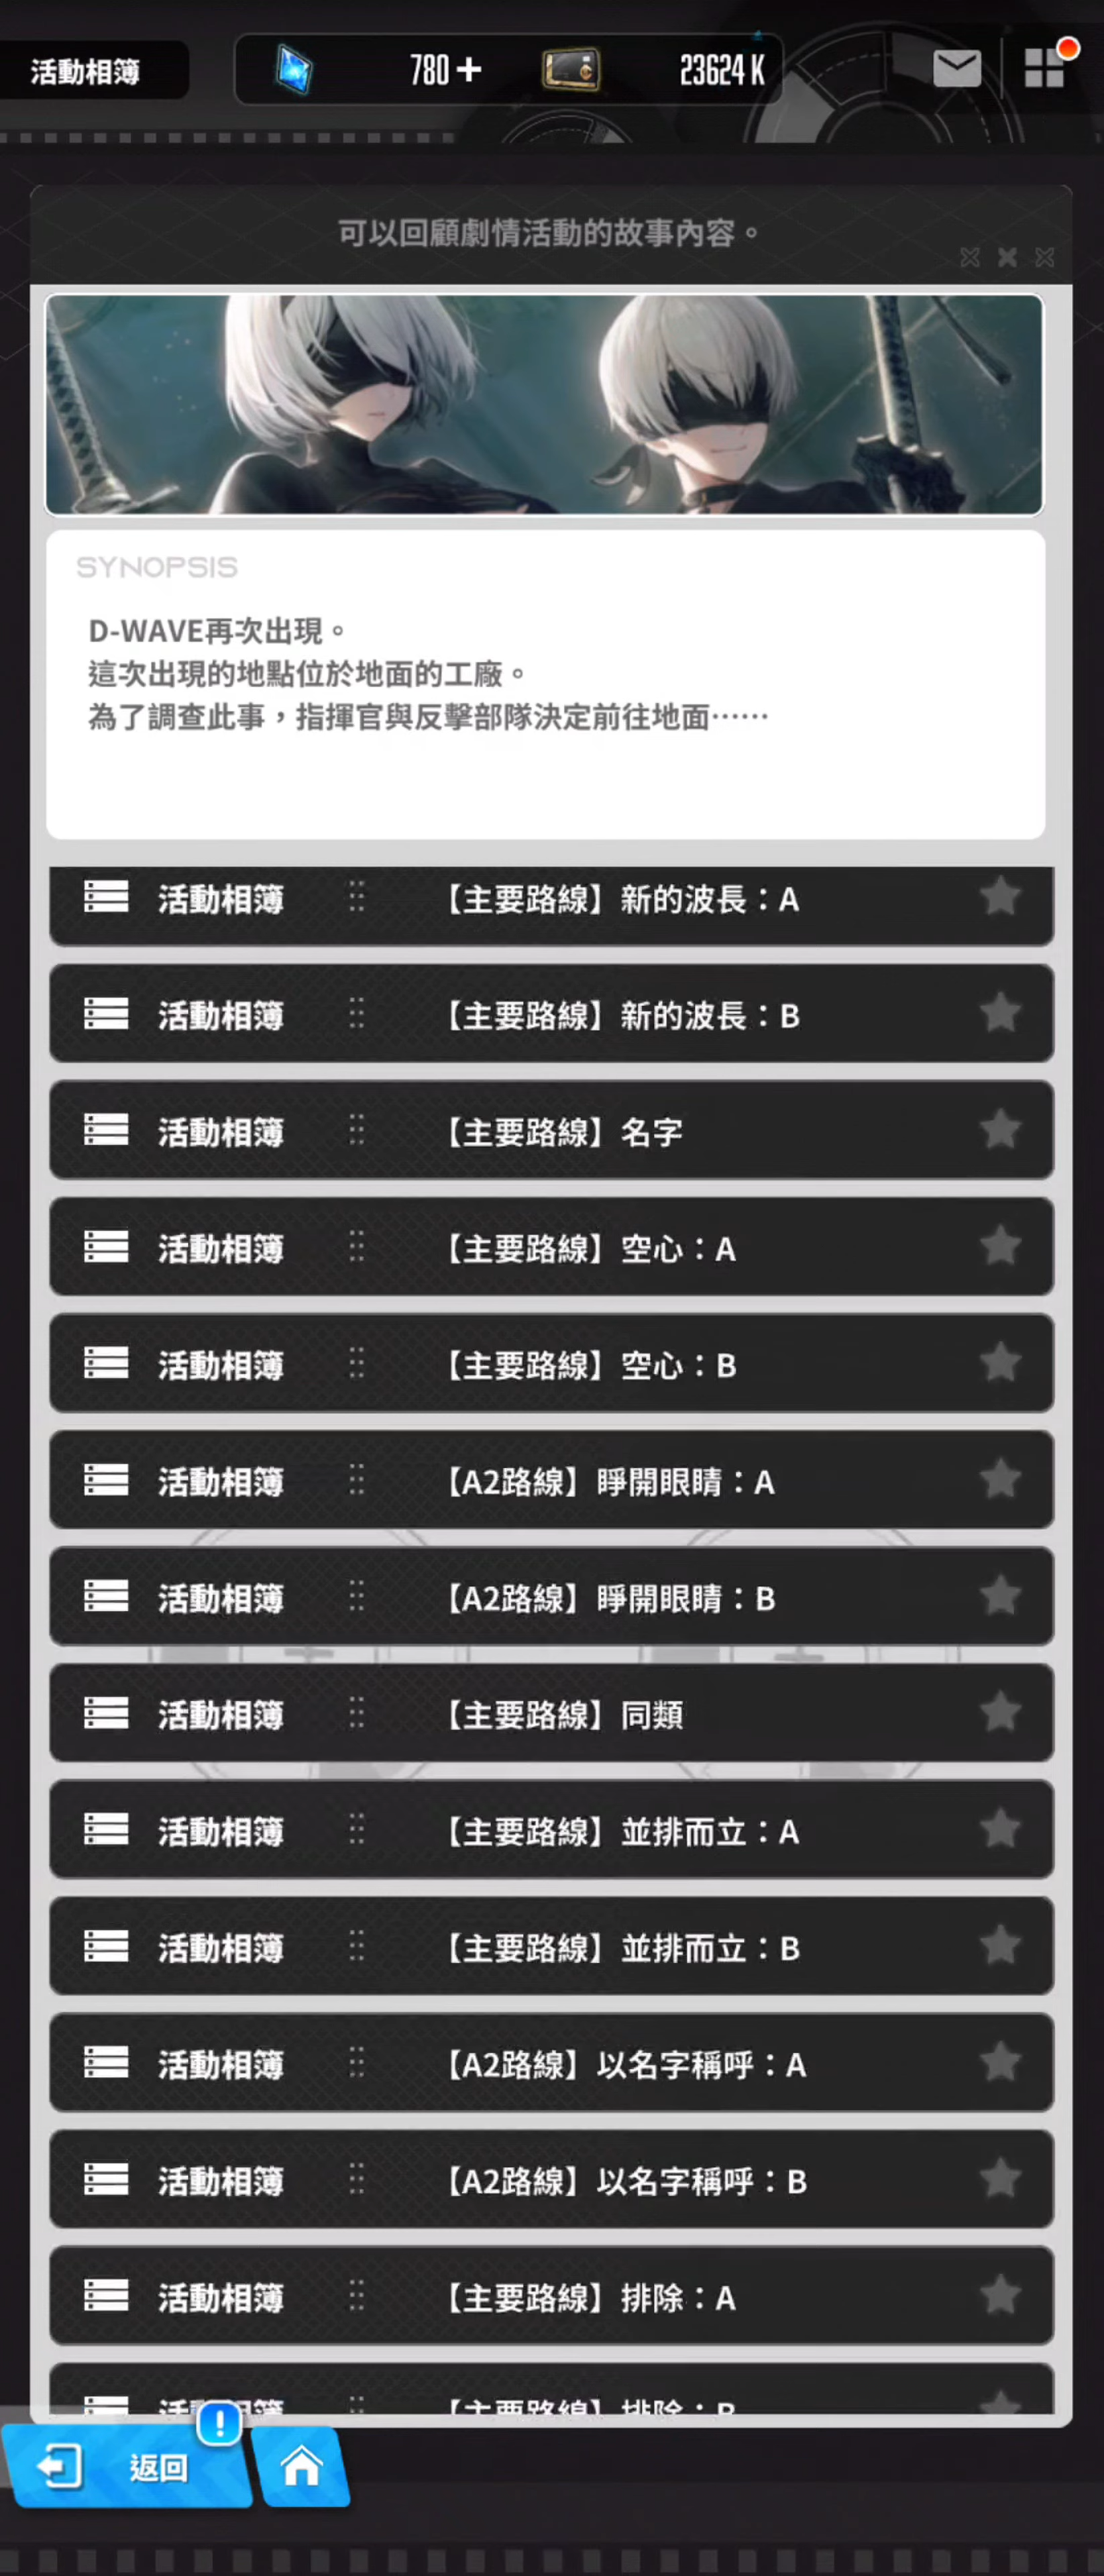 活動相簿
780+
23624 K
可以回顧劇情活動的故事內容。
SYNOPSIS
D-WAVE再次出現。
這次出現的地點位於地面的工廠。
為了調查此事，指揮官與反擊部隊決定前往地面……
活動相簿 【主要路線】新的波長：A
活動相簿 【主要路線】新的波長：B
活動相簿 【主要路線】名字
活動相簿 【主要路線】空心：A
活動相簿 【主要路線】空心：B
活動相簿 【A2路線】睜開眼睛：A
活動相簿 【A2路線】睜開眼睛：B
活動相簿 【主要路線】同類
活動相簿 【主要路線】並排而立：A
活動相簿 【主要路線】並排而立：B
活動相簿 【A2路線】以名字稱呼：A
活動相簿 【A2路線】以名字稱呼：B
活動相簿 【主要路線】排除：A
活動相簿 【主要路線】排除：B
返回